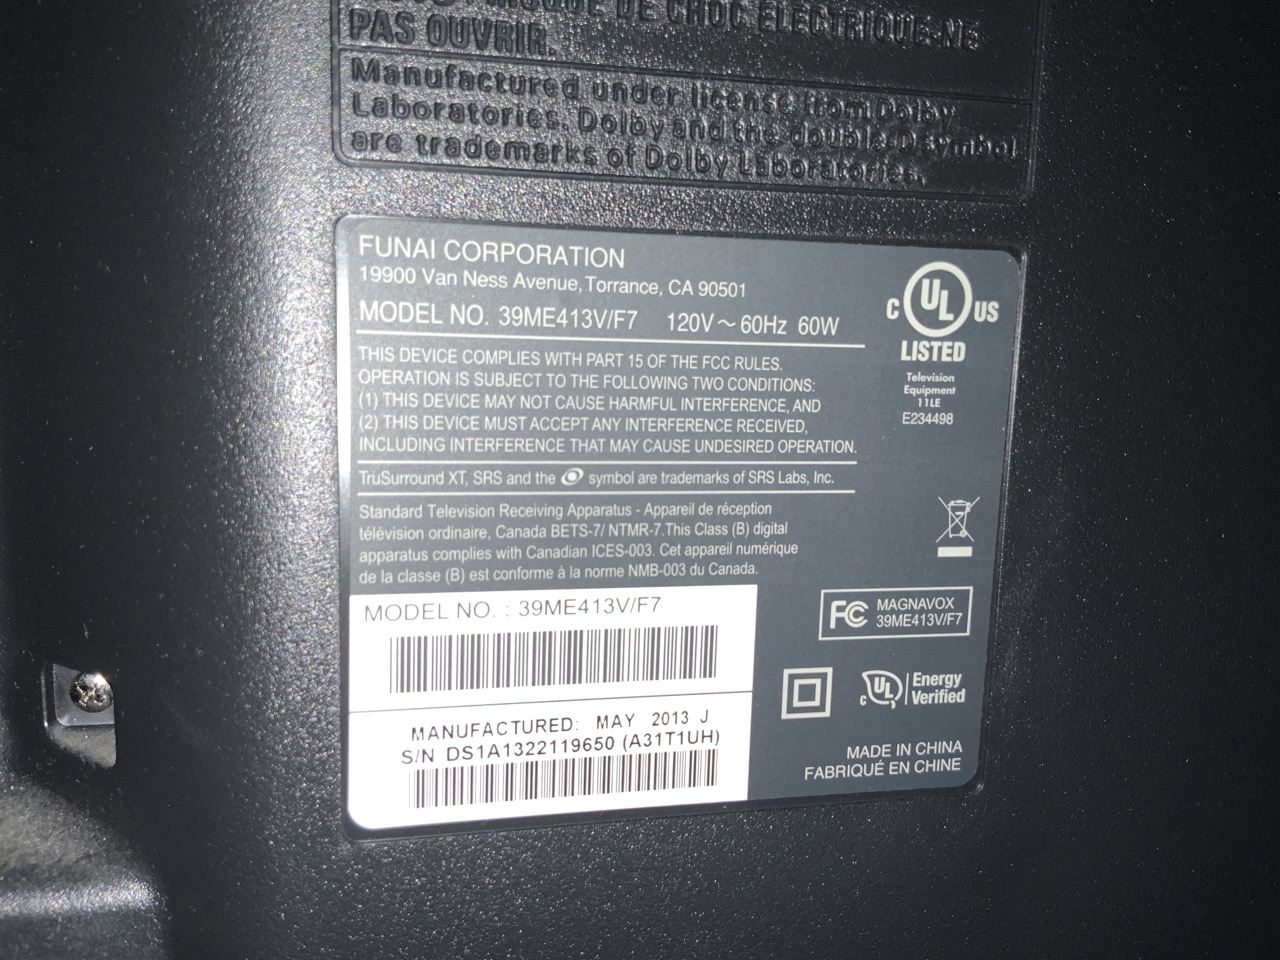 RISQUE DE CHOC ELECTRIQUE-NE
PAS OUVRIR.
Manufactured under license from Dolby
Laboratories. Dolby and the double-D symbol
are trademarks of Dolby Laboratories.
FUNAI CORPORATION
19900 Van Ness Avenue, Torrance, CA 90501
MODEL NO. 39ME413V/F7 120V~60Hz 60W
THIS DEVICE COMPLIES WITH PART 15 OF THE FCC RULES.
OPERATION IS SUBJECT TO THE FOLLOWING TWO CONDITIONS:
(1) THIS DEVICE MAY NOT CAUSE HARMFUL INTERFERENCE, AND
(2) THIS DEVICE MUST ACCEPT ANY INTERFERENCE RECEIVED,
INCLUDING INTERFERENCE THAT MAY CAUSE UNDESIRED OPERATION.
TruSurround XT, SRS and the symbol are trademarks of SRS Labs, Inc.
Standard Television Receiving Apparatus - Appareil de réception
télévision ordinaire, Canada BETS-7/ NTMR-7.This Class (B) digital
apparatus complies with Canadian ICES-003. Cet appareil numérique
de la classe (B) est conforme à la norme NMB-003 du Canada.
MODEL NO. : 39ME413V/F7
MANUFACTURED: MAY 2013 J
S/N DS1A1322119650 (A31T1UH)
C UL US
LISTED
Television
Equipment
11LE
E234498
FC MAGNAVOX
39ME413V/F7
C UL Energy
Verified
MADE IN CHINA
FABRIQUÉ EN CHINE